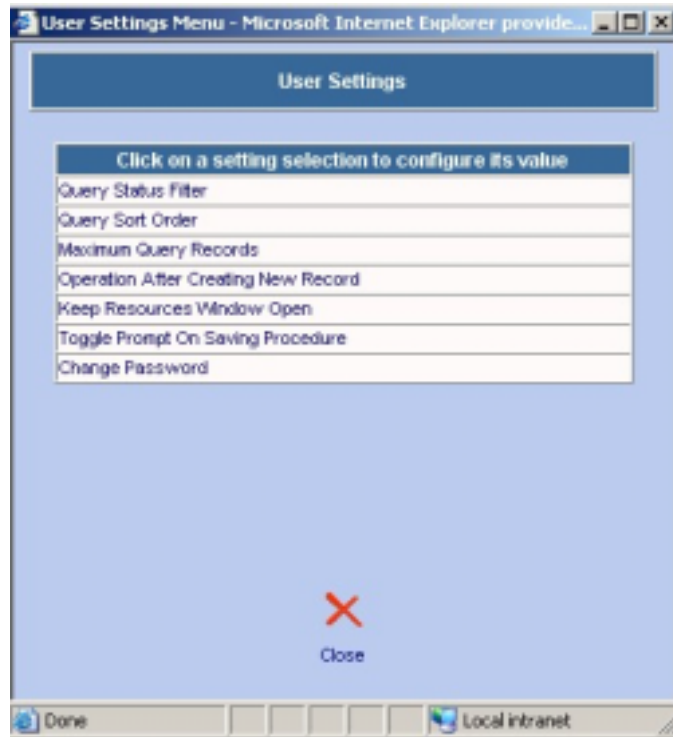 User Settings Menu - Microsoft Internet Explorer provide...
User Settings
Click on a setting selection to configure its value
Query Status Filter
Query Sort Order
Maximum Query Records
Operation After Creating New Record
Keep Resources Window Open
Toggle Prompt On Saving Procedure
Change Password
Close
Done
Local intranet